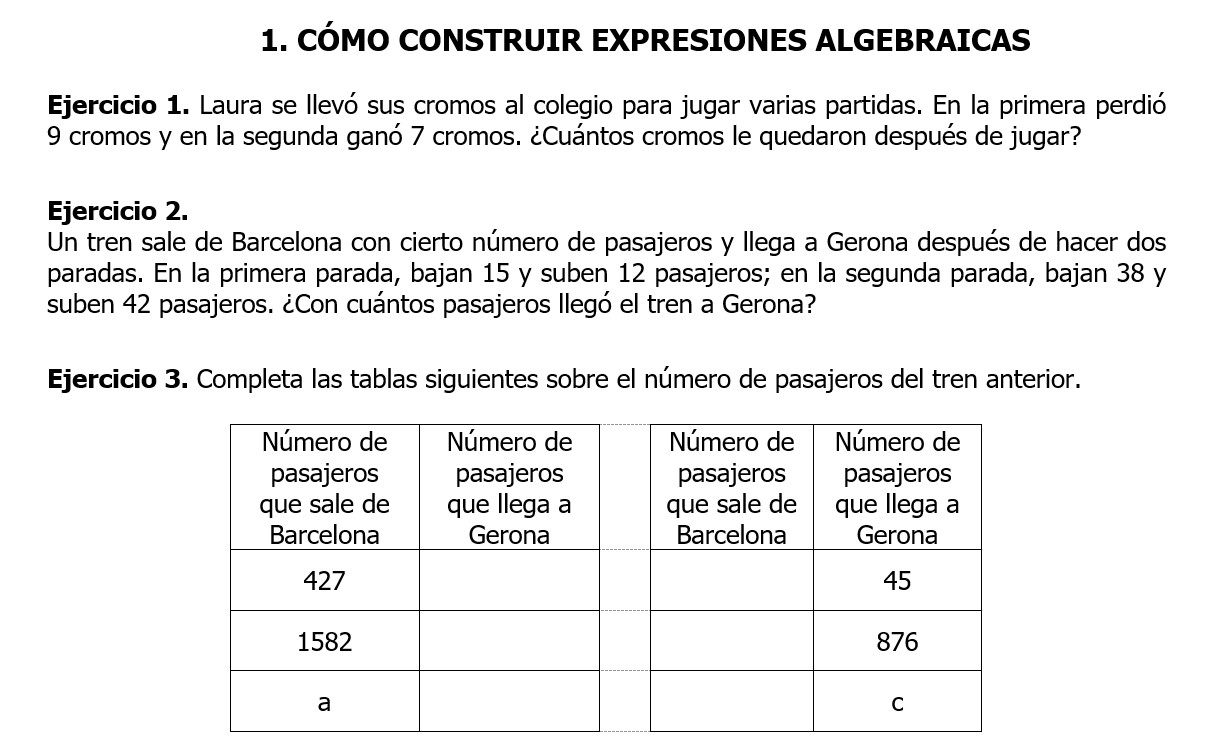 1. CÓMO CONSTRUIR EXPRESIONES ALGEBRAICAS
Ejercicio 1. Laura se llevó sus cromos al colegio para jugar varias partidas. En la primera perdió
9 cromos y en la segunda ganó 7 cromos. ¿Cuántos cromos le quedaron después de jugar?
Ejercicio 2.
Un tren sale de Barcelona con cierto número de pasajeros y llega a Gerona después de hacer dos
paradas. En la primera parada, bajan 15 y suben 12 pasajeros; en la segunda parada, bajan 38 y
suben 42 pasajeros. ¿Con cuántos pasajeros llegó el tren a Gerona?
Ejercicio 3. Completa las tablas siguientes sobre el número de pasajeros del tren anterior.
Número de Número de Número de Número de
pasajeros pasajeros pasajeros pasajeros
que sale de que llega a que sale de que llega a
Barcelona Gerona Barcelona Gerona
427 45
1582 876
a c